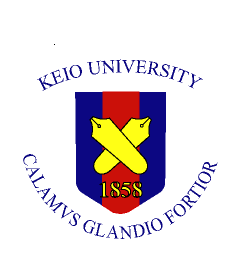 KEIO UNIVERSITY
1858
CALAMVS GLANDIO FORTIOR